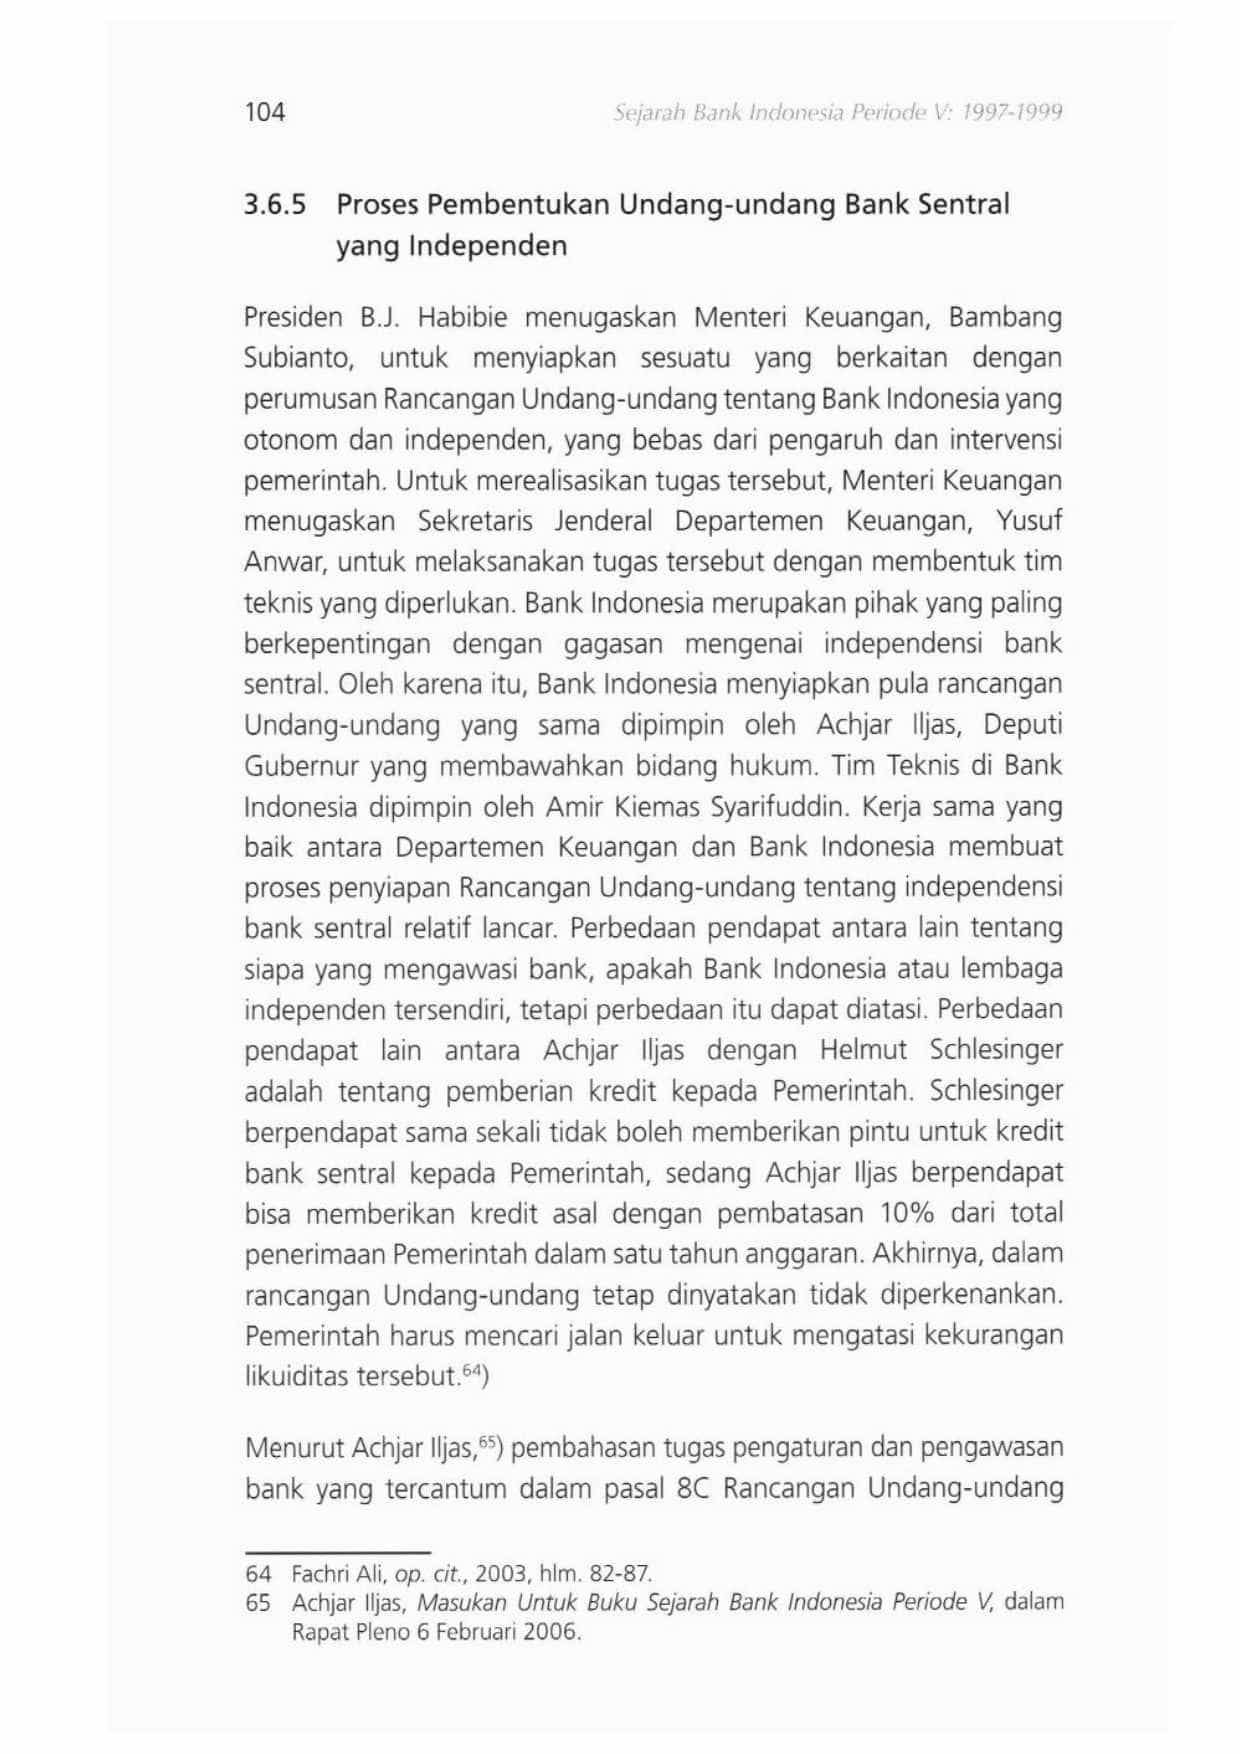 104
Sejarah Bank Indonesia Periode V: 1997-1999
3.6.5 Proses Pembentukan Undang-undang Bank Sentral
yang Independen
Presiden B.J. Habibie menugaskan Menteri Keuangan, Bambang
Subianto, untuk menyiapkan sesuatu yang berkaitan dengan
perumusan Rancangan Undang-undang tentang Bank Indonesia yang
otonom dan independen, yang bebas dari pengaruh dan intervensi
pemerintah. Untuk merealisasikan tugas tersebut, Menteri Keuangan
menugaskan Sekretaris Jenderal Departemen Keuangan, Yusuf
Anwar, untuk melaksanakan tugas tersebut dengan membentuk tim
teknis yang diperlukan. Bank Indonesia merupakan pihak yang paling
berkepentingan dengan gagasan mengenai independensi bank
sentral. Oleh karena itu, Bank Indonesia menyiapkan pula rancangan
Undang-undang yang sama dipimpin oleh Achjar Iljas, Deputi
Gubernur yang membawahkan bidang hukum. Tim Teknis di Bank
Indonesia dipimpin oleh Amir Kiemas Syarifuddin. Kerja sama yang
baik antara Departemen Keuangan dan Bank Indonesia membuat
proses penyiapan Rancangan Undang-undang tentang independensi
bank sentral relatif lancar. Perbedaan pendapat antara lain tentang
siapa yang mengawasi bank, apakah Bank Indonesia atau lembaga
independen tersendiri, tetapi perbedaan itu dapat diatasi. Perbedaan
pendapat lain antara Achjar Iljas dengan Helmut Schlesinger
adalah tentang pemberian kredit kepada Pemerintah. Schlesinger
berpendapat sama sekali tidak boleh memberikan pintu untuk kredit
bank sentral kepada Pemerintah, sedang Achjar Iljas berpendapat
bisa memberikan kredit asal dengan pembatasan 10% dari total
penerimaan Pemerintah dalam satu tahun anggaran. Akhirnya, dalam
rancangan Undang-undang tetap dinyatakan tidak diperkenankan.
Pemerintah harus mencari jalan keluar untuk mengatasi kekurangan
likuiditas tersebut.64)
Menurut Achjar Iljas,65) pembahasan tugas pengaturan dan pengawasan
bank yang tercantum dalam pasal 8C Rancangan Undang-undang
64 Fachri Ali, op. cit., 2003, hlm. 82-87.
65 Achjar Iljas, Masukan Untuk Buku Sejarah Bank Indonesia Periode V, dalam
Rapat Pleno 6 Februari 2006.